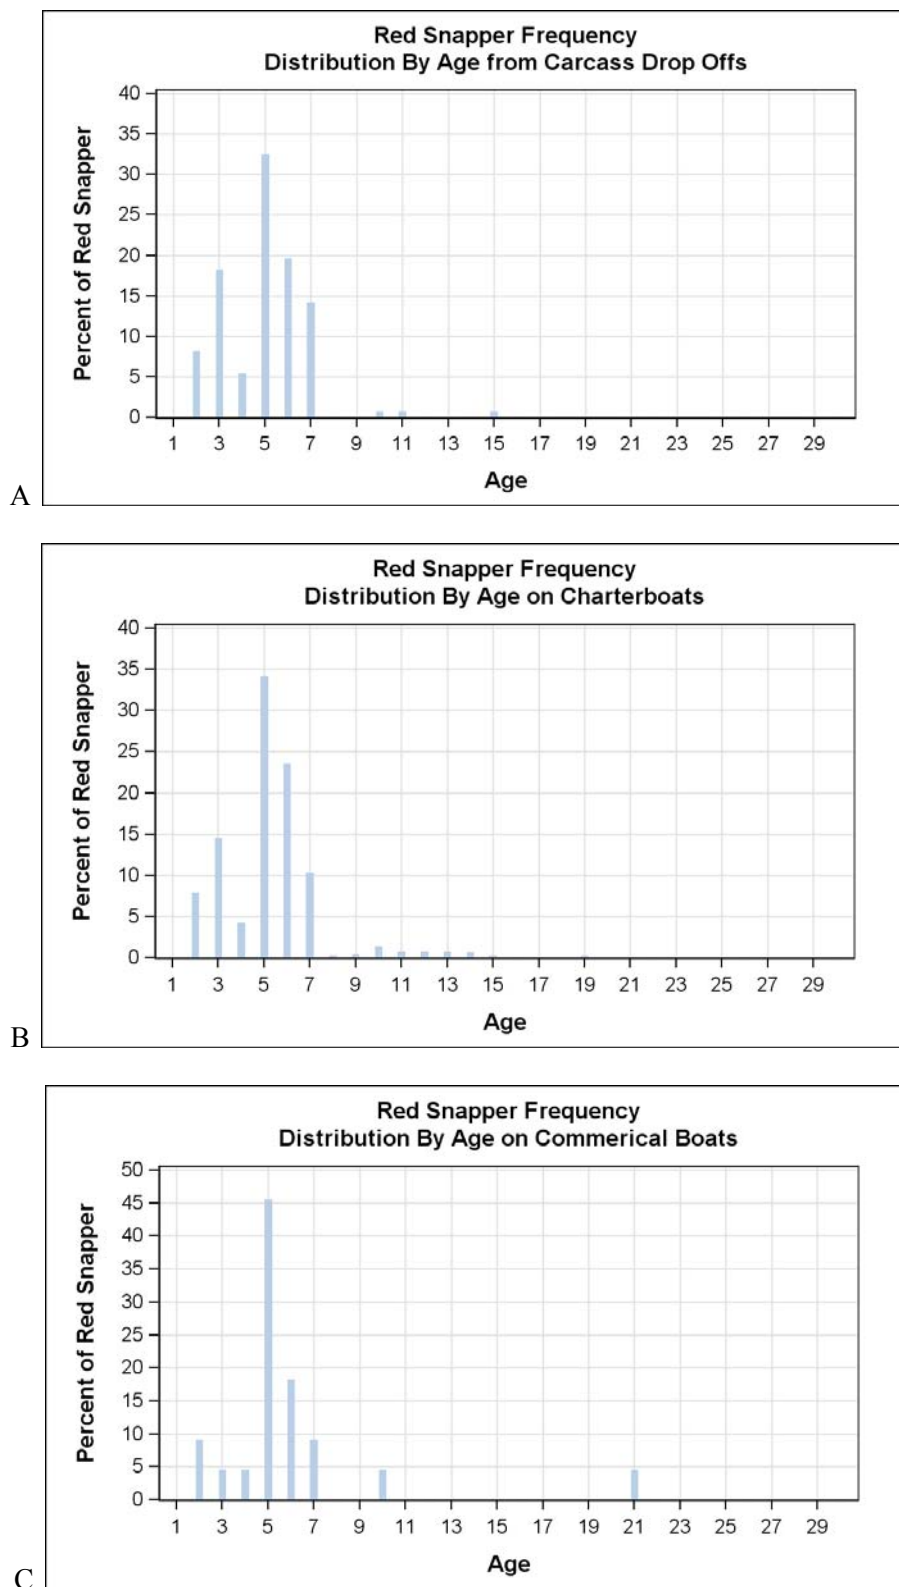 Red Snapper Frequency
Distribution By Age from Carcass Drop Offs
40
35
30
25
20
15
10
5
0
Percent of Red Snapper
1 3 5 7 9 11 13 15 17 19 21 23 25 27 29
Age
A
Red Snapper Frequency
Distribution By Age on Charterboats
40
35
30
25
20
15
10
5
0
Percent of Red Snapper
1 3 5 7 9 11 13 15 17 19 21 23 25 27 29
Age
B
Red Snapper Frequency
Distribution By Age on Commerical Boats
50
45
40
35
30
25
20
15
10
5
0
Percent of Red Snapper
1 3 5 7 9 11 13 15 17 19 21 23 25 27 29
Age
C